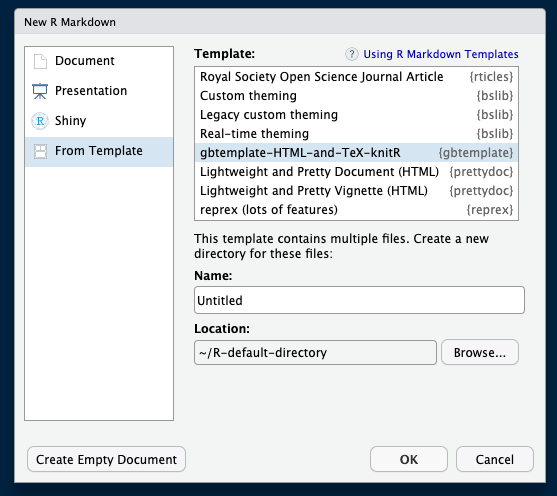 New R Markdown
Document
Presentation
Shiny
From Template
Template:
? Using R Markdown Templates
Royal Society Open Science Journal Article {rticles}
Custom theming {bslib}
Legacy custom theming {bslib}
Real-time theming {bslib}
gbtemplate-HTML-and-TeX-knitR {gbtemplate}
Lightweight and Pretty Document (HTML) {prettydoc}
Lightweight and Pretty Vignette (HTML) {prettydoc}
reprex (lots of features) {reprex}
This template contains multiple files. Create a new
directory for these files:
Name:
Untitled
Location:
~/R-default-directory Browse...
Create Empty Document OK Cancel